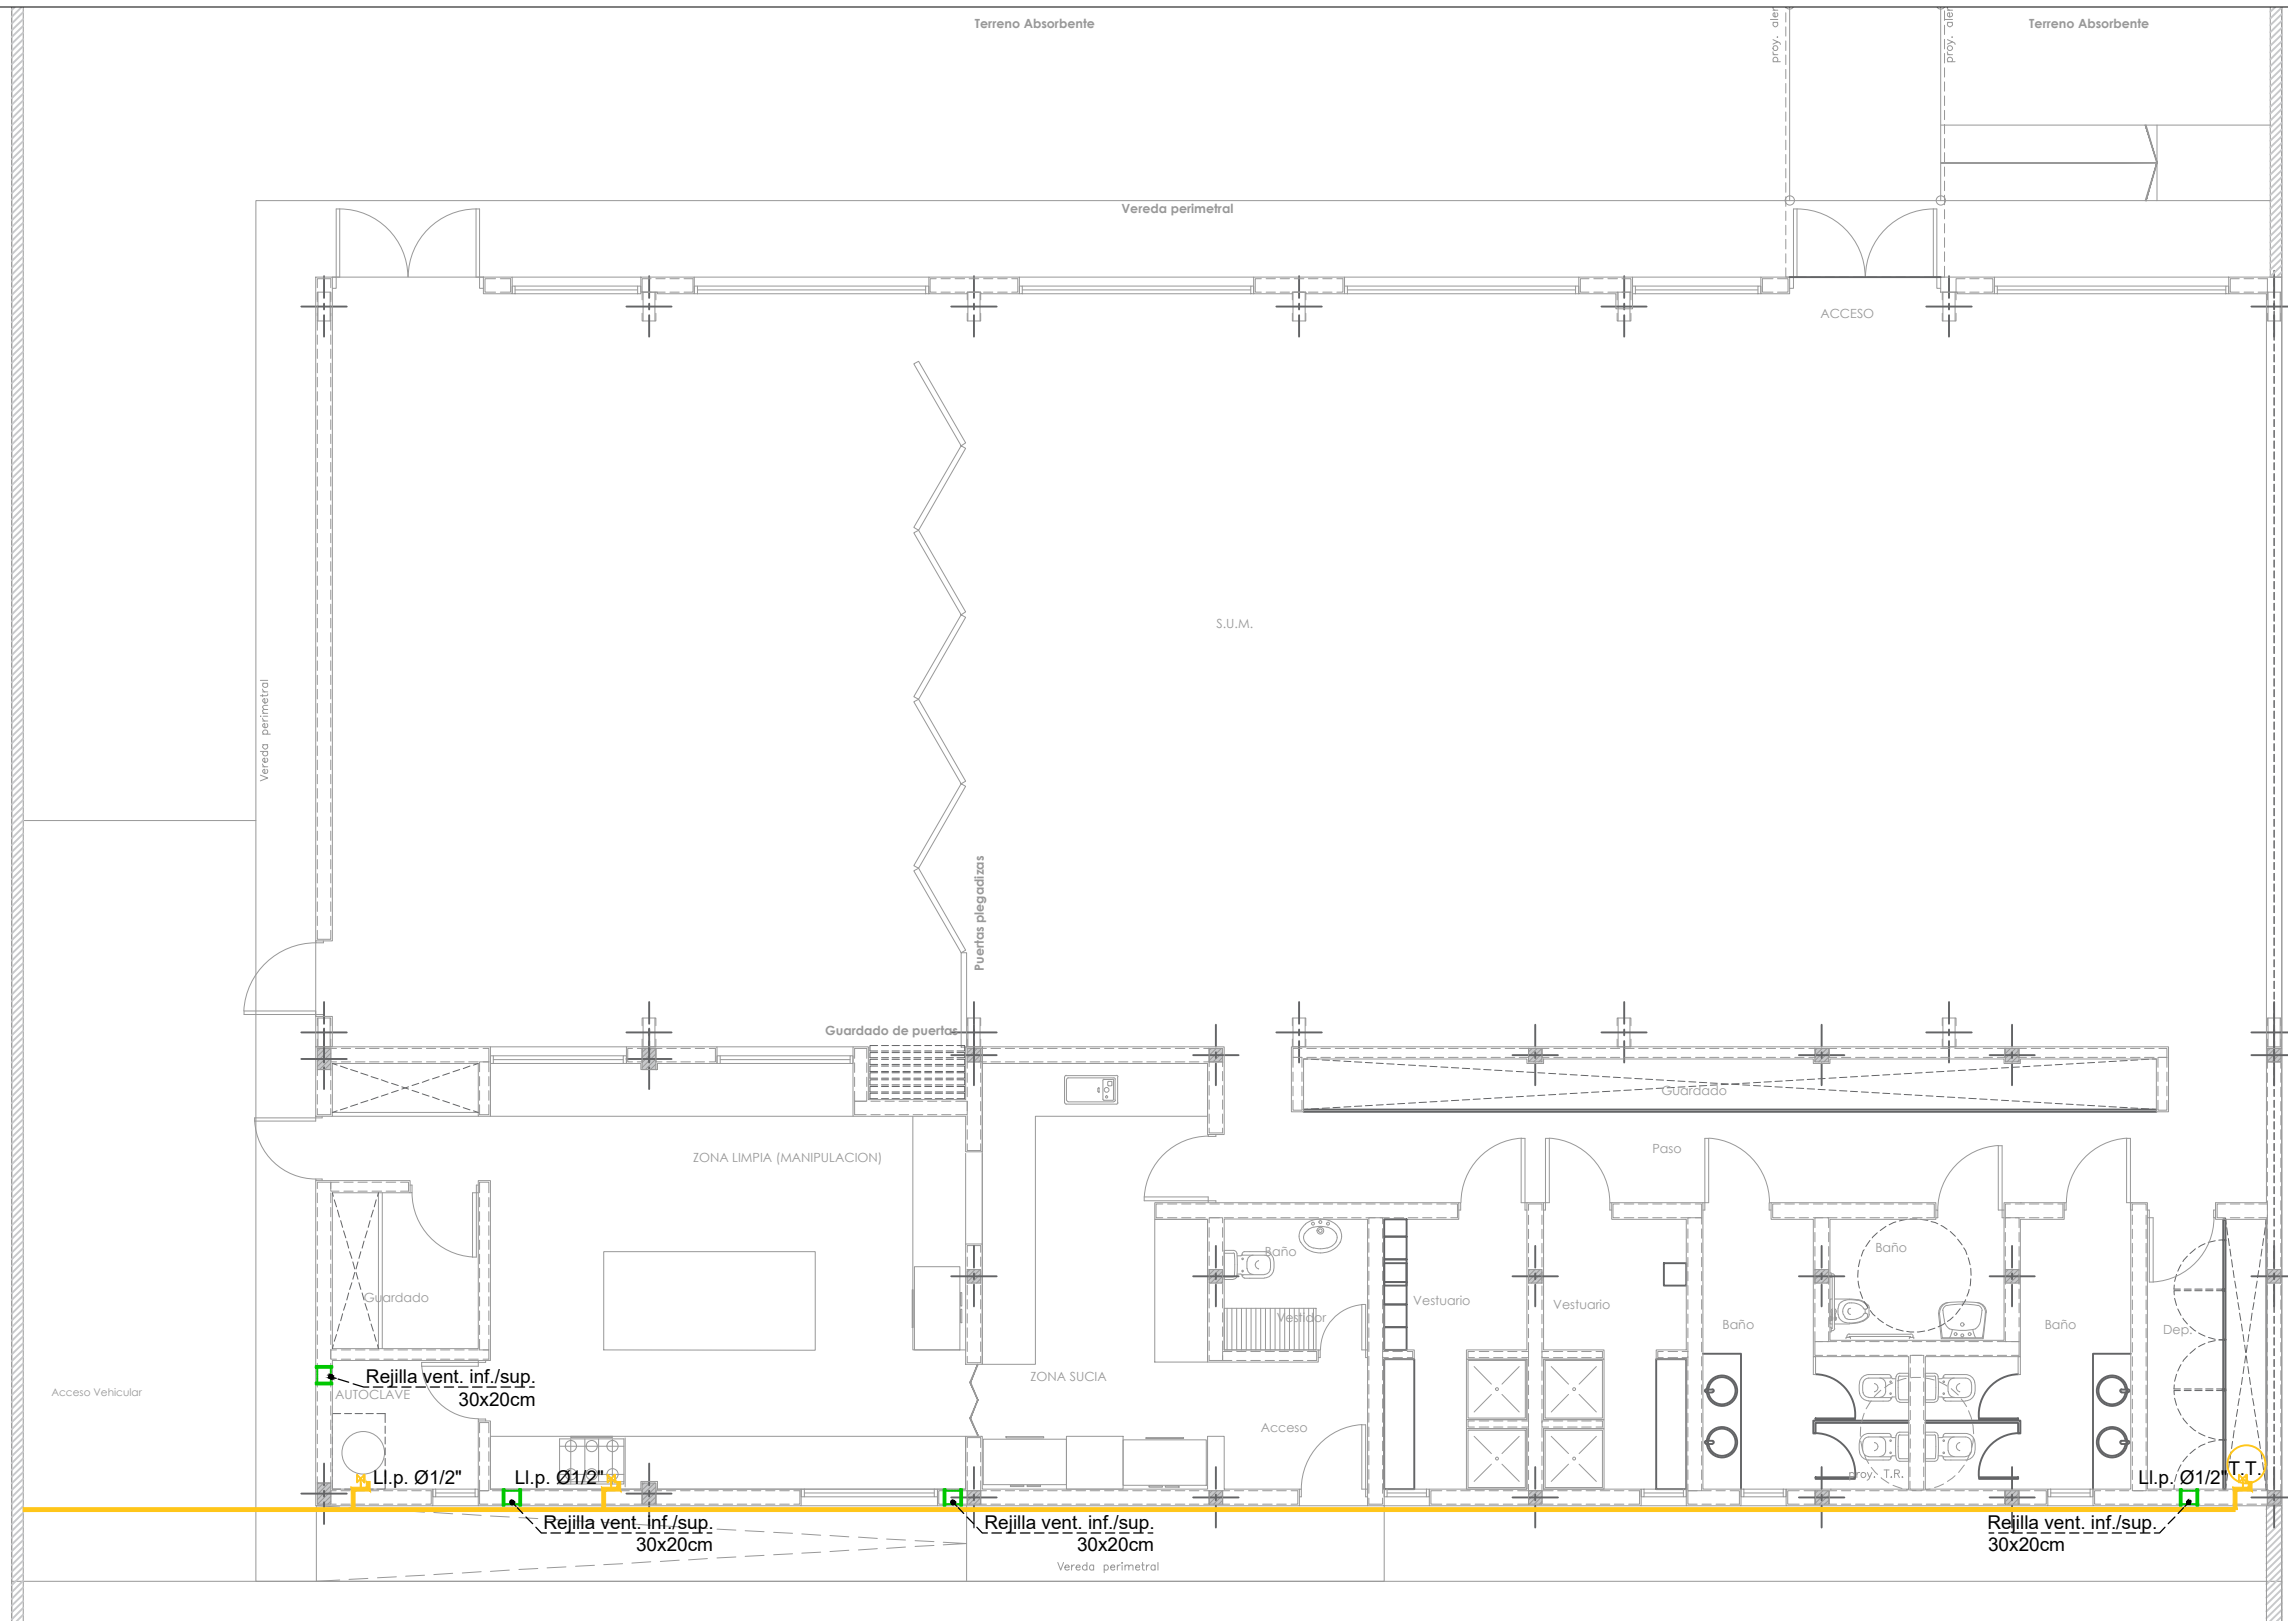 Terreno Absorbente
Terreno Absorbente
proy. aler
proy. aler
Vereda perimetral
ACCESO
S.U.M.
Vereda perimetral
Puertas plegadizas
Guardado de puertas
Guardado
Paso
ZONA LIMPIA (MANIPULACION)
Baño
Baño
Guardado
Vestuario
Vestuario
Vestidor
Baño
Baño
Dep.
Rejilla vent. inf./sup.
30x20cm
ZONA SUCIA
Acceso Vehicular
AUTOCLAVE
Acceso
Ll.p. Ø1/2"
Ll.p. Ø1/2"
proy. T.R.
Ll.p. Ø1/2"
T.T.
Rejilla vent. inf./sup.
30x20cm
Rejilla vent. inf./sup.
30x20cm
Rejilla vent. inf./sup.
30x20cm
Vereda perimetral